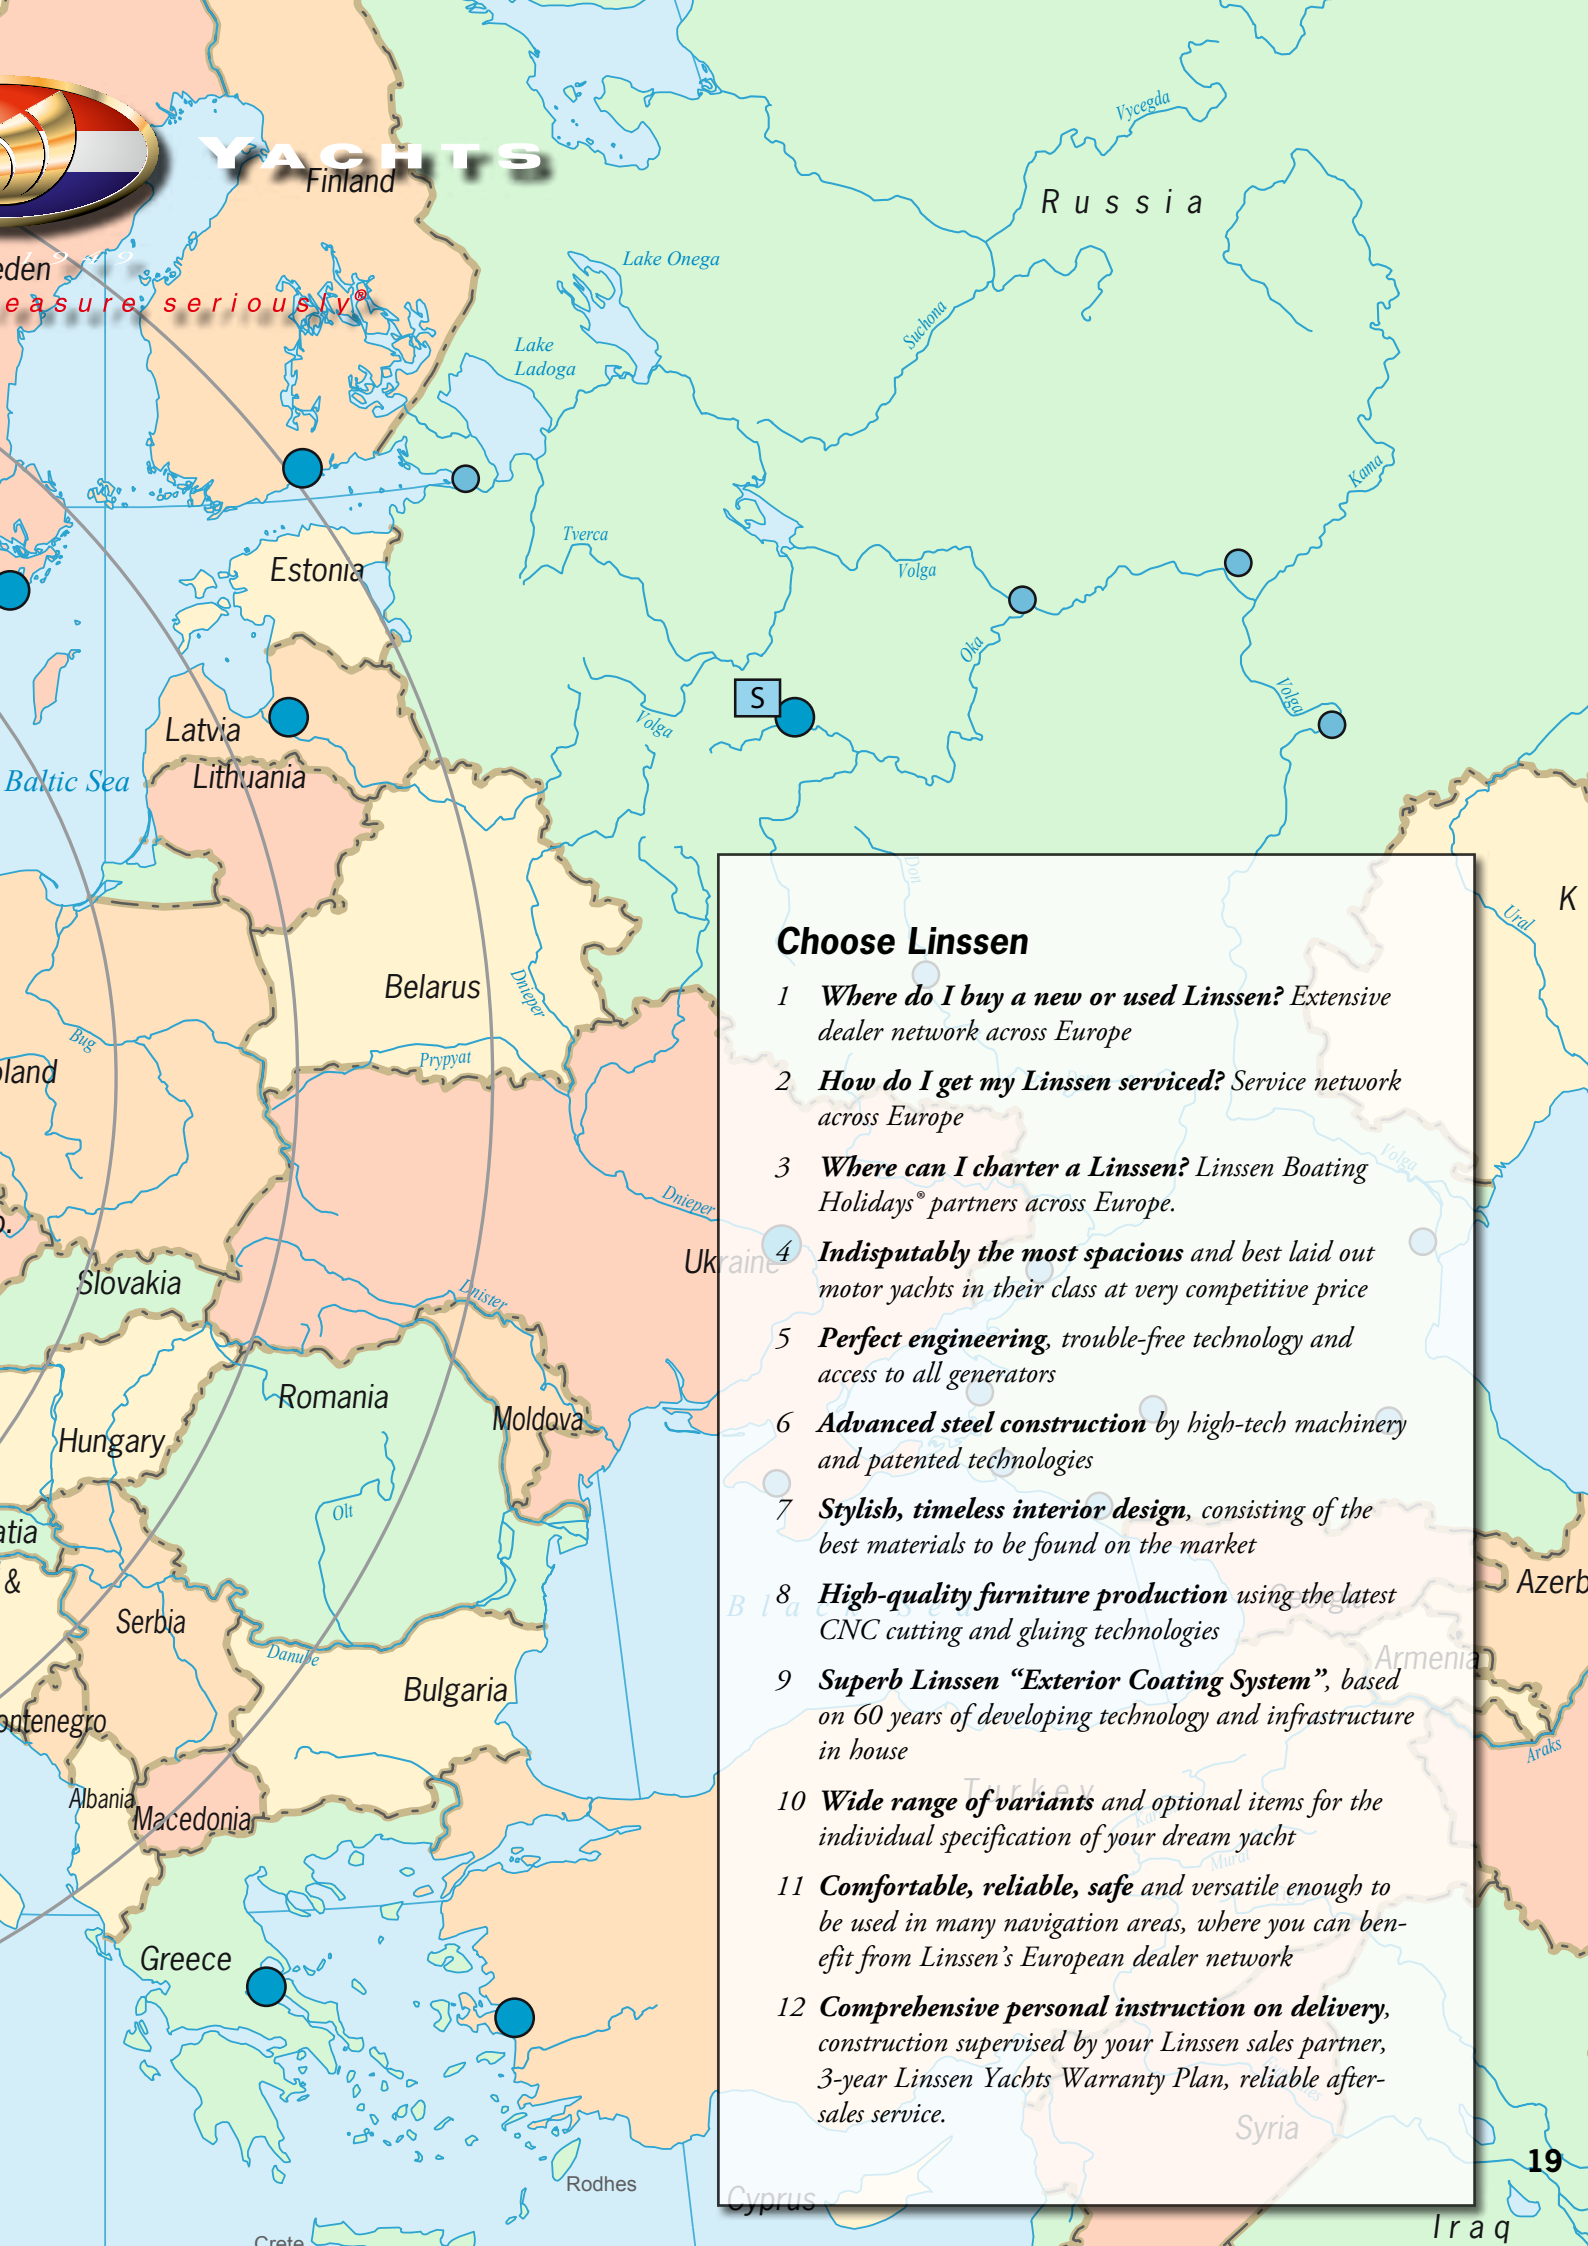 YACHTS
Finland
Vycegda
Russia
1949
eden
easure seriously®
Lake Onega
Suchona
Lake
Ladoga
Kama
Tverca
Volga
Estonia
Oka
Volga
S
Volga
Latvia
Lithuania
Baltic Sea
Don
K
Ural
Belarus
Dnieper
Bug
Prypyat
oland
Dnieper
Volga
Ukraine
Slovakia
Dnister
Romania
Moldova
Hungary
Olt
atia
&
Azerb
Serbia
Danube
Black Sea
Georgia
Armenia
Bulgaria
ontenegro
Araks
Turkey
Albania
Macedonia
Murat
Greece
Syria
Rodhes
Cyprus
Crete
Iraq
Choose Linssen
1 Where do I buy a new or used Linssen? Extensive
dealer network across Europe
2 How do I get my Linssen serviced? Service network
across Europe
3 Where can I charter a Linssen? Linssen Boating
Holidays® partners across Europe.
4 Indisputably the most spacious and best laid out
motor yachts in their class at very competitive price
5 Perfect engineering, trouble-free technology and
access to all generators
6 Advanced steel construction by high-tech machinery
and patented technologies
7 Stylish, timeless interior design, consisting of the
best materials to be found on the market
8 High-quality furniture production using the latest
CNC cutting and gluing technologies
9 Superb Linssen “Exterior Coating System”, based
on 60 years of developing technology and infrastructure
in house
10 Wide range of variants and optional items for the
individual specification of your dream yacht
11 Comfortable, reliable, safe and versatile enough to
be used in many navigation areas, where you can ben-
efit from Linssen’s European dealer network
12 Comprehensive personal instruction on delivery,
construction supervised by your Linssen sales partner,
3-year Linssen Yachts Warranty Plan, reliable after-
sales service.
19